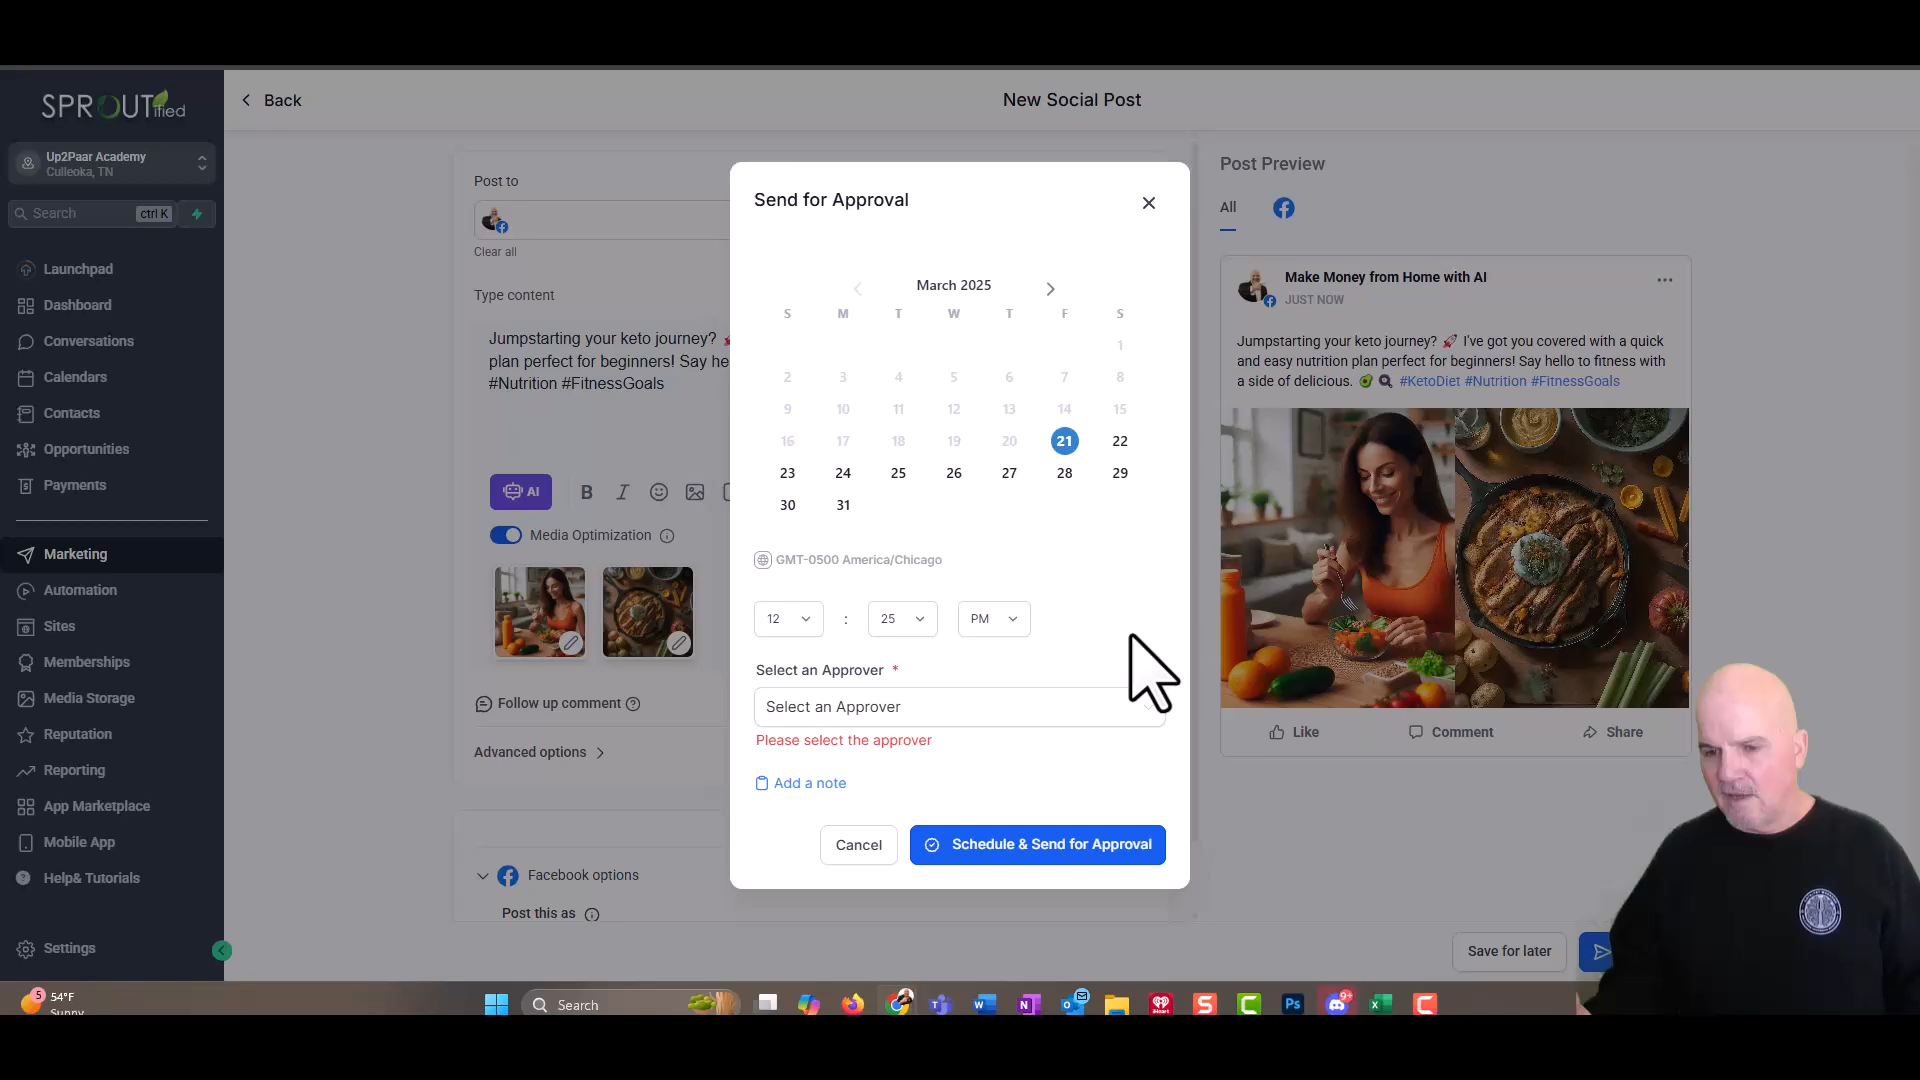 SPROUTified
Back
New Social Post
Up2Paar Academy
Culleoka, TN
Search
ctrl K
Launchpad
Dashboard
Conversations
Calendars
Contacts
Opportunities
Payments
Marketing
Automation
Sites
Memberships
Media Storage
Reputation
Reporting
App Marketplace
Mobile App
Help& Tutorials
Settings
Post to
Clear all
Type content
Jumpstarting your keto journey? 🚀
plan perfect for beginners! Say he
#Nutrition #FitnessGoals
AI
B I
Media Optimization
Follow up comment
Advanced options
Facebook options
Post this as
Send for Approval
March 2025
S M T W T F S
1
2 3 4 5 6 7 8
9 10 11 12 13 14 15
16 17 18 19 20 21 22
23 24 25 26 27 28 29
30 31
GMT-0500 America/Chicago
12 : 25 PM
Select an Approver *
Select an Approver
Please select the approver
Add a note
Cancel
Schedule & Send for Approval
Post Preview
All
Make Money from Home with AI
JUST NOW
Jumpstarting your keto journey? 🚀 I've got you covered with a quick
and easy nutrition plan perfect for beginners! Say hello to fitness with
a side of delicious. 🥑 🍳 #KetoDiet #Nutrition #FitnessGoals
Like
Comment
Share
Save for later
5
54°F
Sunny
Search
9+